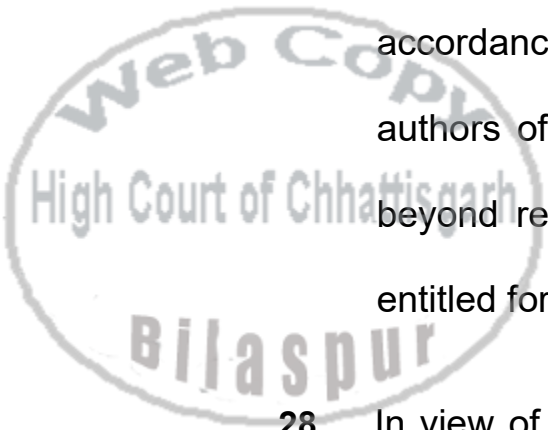 Web Copy
High Court of Chhattisgarh
Bilaspur
accordanc
authors of
beyond re
entitled for
28 In view of